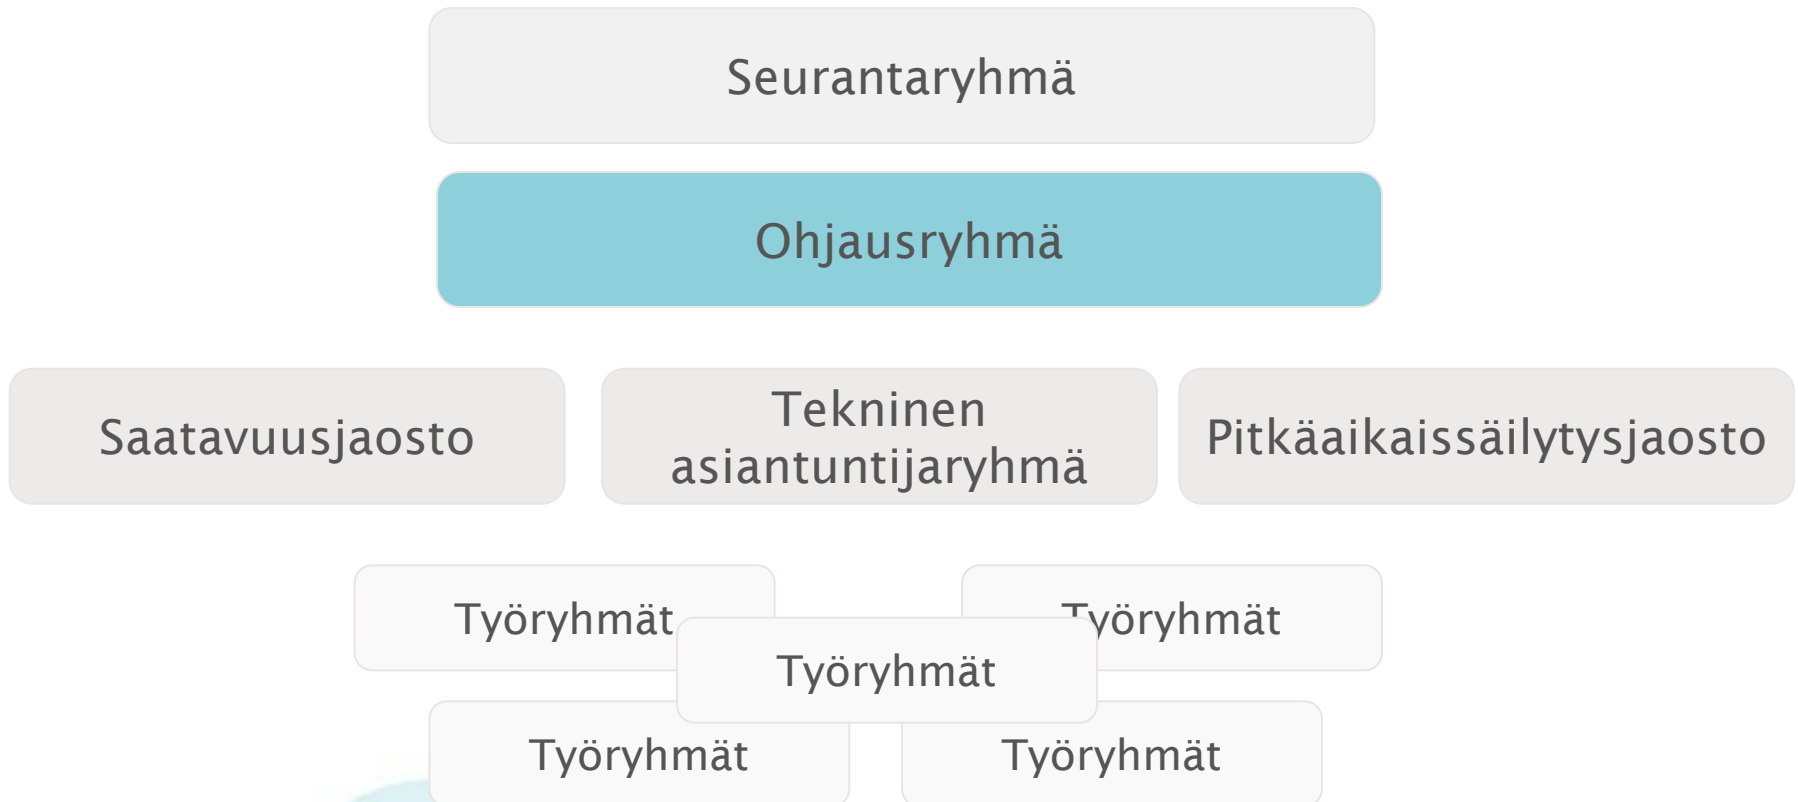 Seurantaryhmä
Ohjausryhmä
Saatavuusjaosto
Tekninen
asiantuntijaryhmä
Pitkäaikaissäilytysjaosto
Työryhmät
Työryhmät
Työryhmät
Työryhmät
Työryhmät